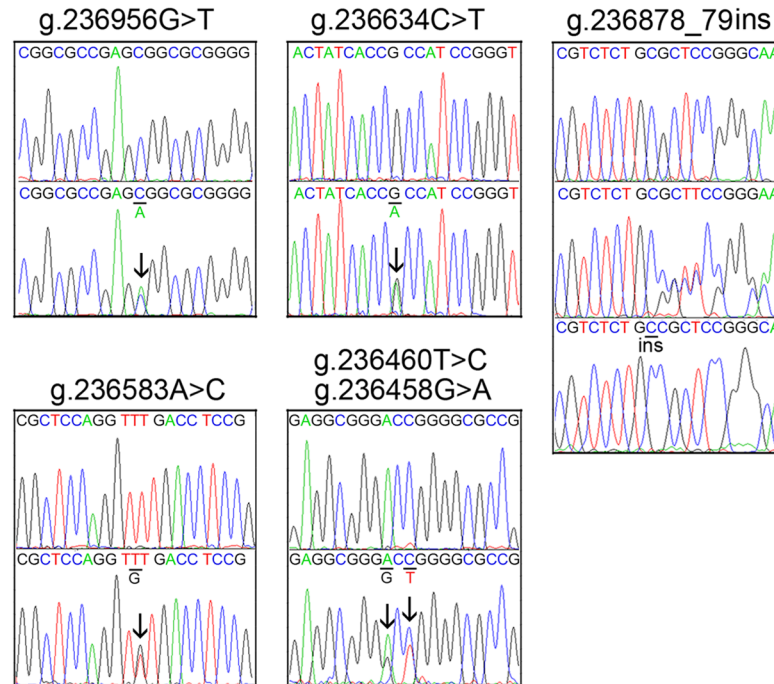 g.236956G>T
CGGCGCCGAGCGGCGCGGGG
CGGCGCCGAGCGGCGCGGGG
A
g.236634C>T
ACTATCACCG CCAT CCGGGT
ACTATCACCG CCAT CCGGGT
A
g.236878_79ins
CGTCTCT GCGCTCCGGGCAA
CGTCTCT GCGCTTCCGGGAA
CGTCTCT GCCGCTCCGGGCA
ins
g.236583A>C
CGCTCCAGG TTT GACC TCCG
CGCTCCAGG TTT GACC TCCG
G
g.236460T>C
g.236458G>A
GAGGCGGGACCGGGGCGCCG
GAGGCGGGACCGGGGCGCCG
G T